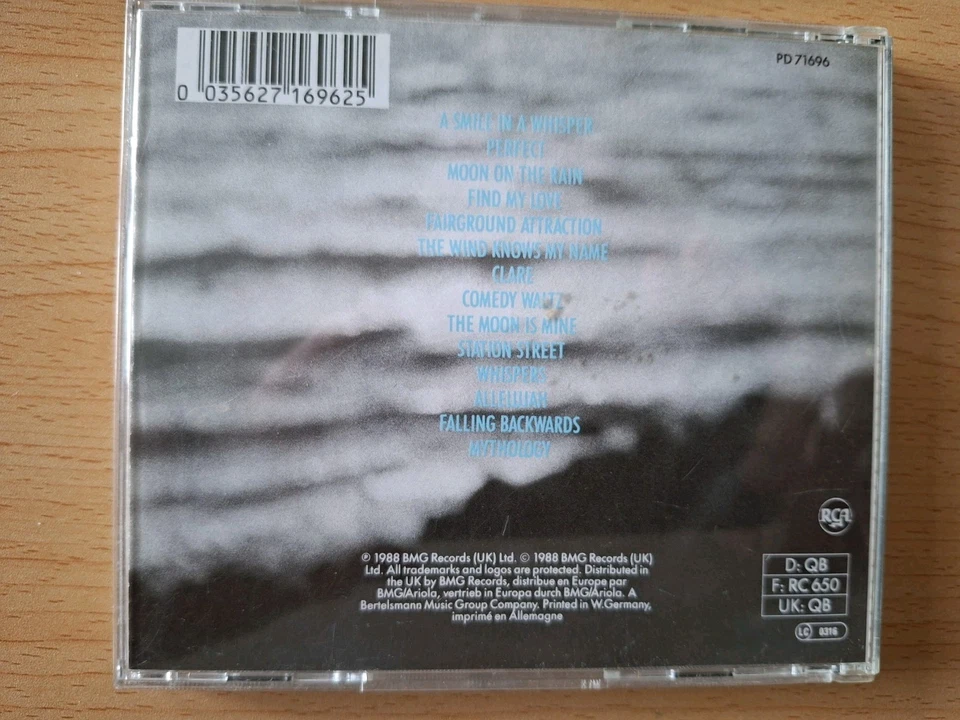 PD 71696
0 035627 169625
A SMILE IN A WHISPER
PERFECT
MOON ON THE RAIN
FIND MY LOVE
FAIRGROUND ATTRACTION
THE WIND KNOWS MY NAME
CLARE
COMEDY WALTZ
THE MOON IS MINE
STATION STREET
WHISPERS
ALLELUJAH
FALLING BACKWARDS
MYTHOLOGY
RCA
℗ 1988 BMG Records (UK) Ltd. © 1988 BMG Records (UK)
Ltd. All trademarks and logos are protected. Distributed in
the UK by BMG Records, distribue en Europe par
BMG/Ariola, vertrieb in Europa durch BMG/Ariola. A
Bertelsmann Music Group Company. Printed in W.Germany,
imprimé en Allemagne
D: QB
F: RC 650
UK: QB
LC 0316